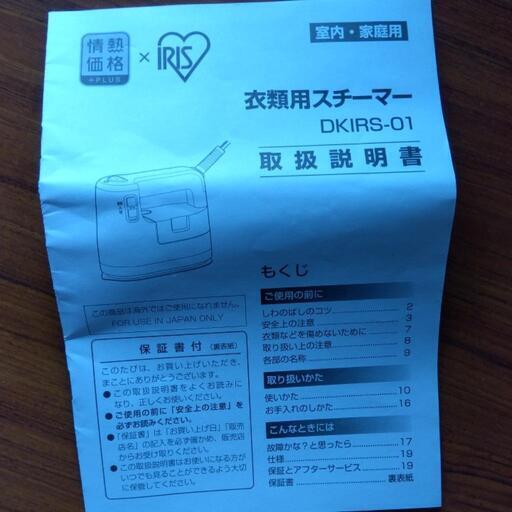 情熱
価格
+PLUS
×
IRIS
室内・家庭用
衣類用スチーマー
DKIRS-01
取扱説明書
この商品は海外ではご使用になれません。
FOR USE IN JAPAN ONLY
保証書付（裏表紙）
このたびは、お買い上げいただき、
まことにありがとうございます。
●この取扱説明書をよくお読みに
なり、正しくお使いください。
●ご使用の前に「安全上の注意」を
必ずお読みください。
●「保証書」は「お買い上げ日」「販売
店名」の記入を必ず確かめ、販売店
からお受け取りください。
●この取扱説明書はお使いになる方が
いつでも見ることができるよう大切
に保管してください。
もくじ
ご使用の前に
しわのばしのコツ 2
安全上の注意 3
衣類などを傷めないために 7
取り扱い上の注意 8
各部の名称 9
取り扱いかた
使いかた 10
お手入れのしかた 16
こんなときには
故障かな？と思ったら 17
仕様 19
保証とアフターサービス 19
保証書 裏表紙